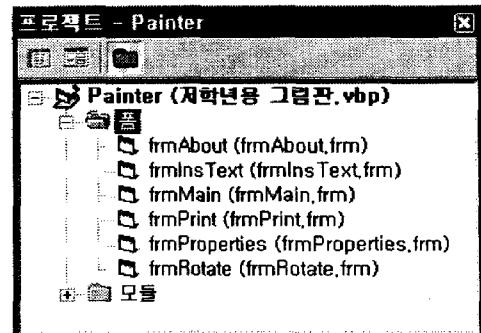 프로젝트 - Painter
Painter (저학년용 그림판.vbp)
폼
frmAbout (frmAbout.frm)
frmInsText (frmInsText.frm)
frmMain (frmMain.frm)
frmPrint (frmPrint.frm)
frmProperties (frmProperties.frm)
frmRotate (frmRotate.frm)
모듈